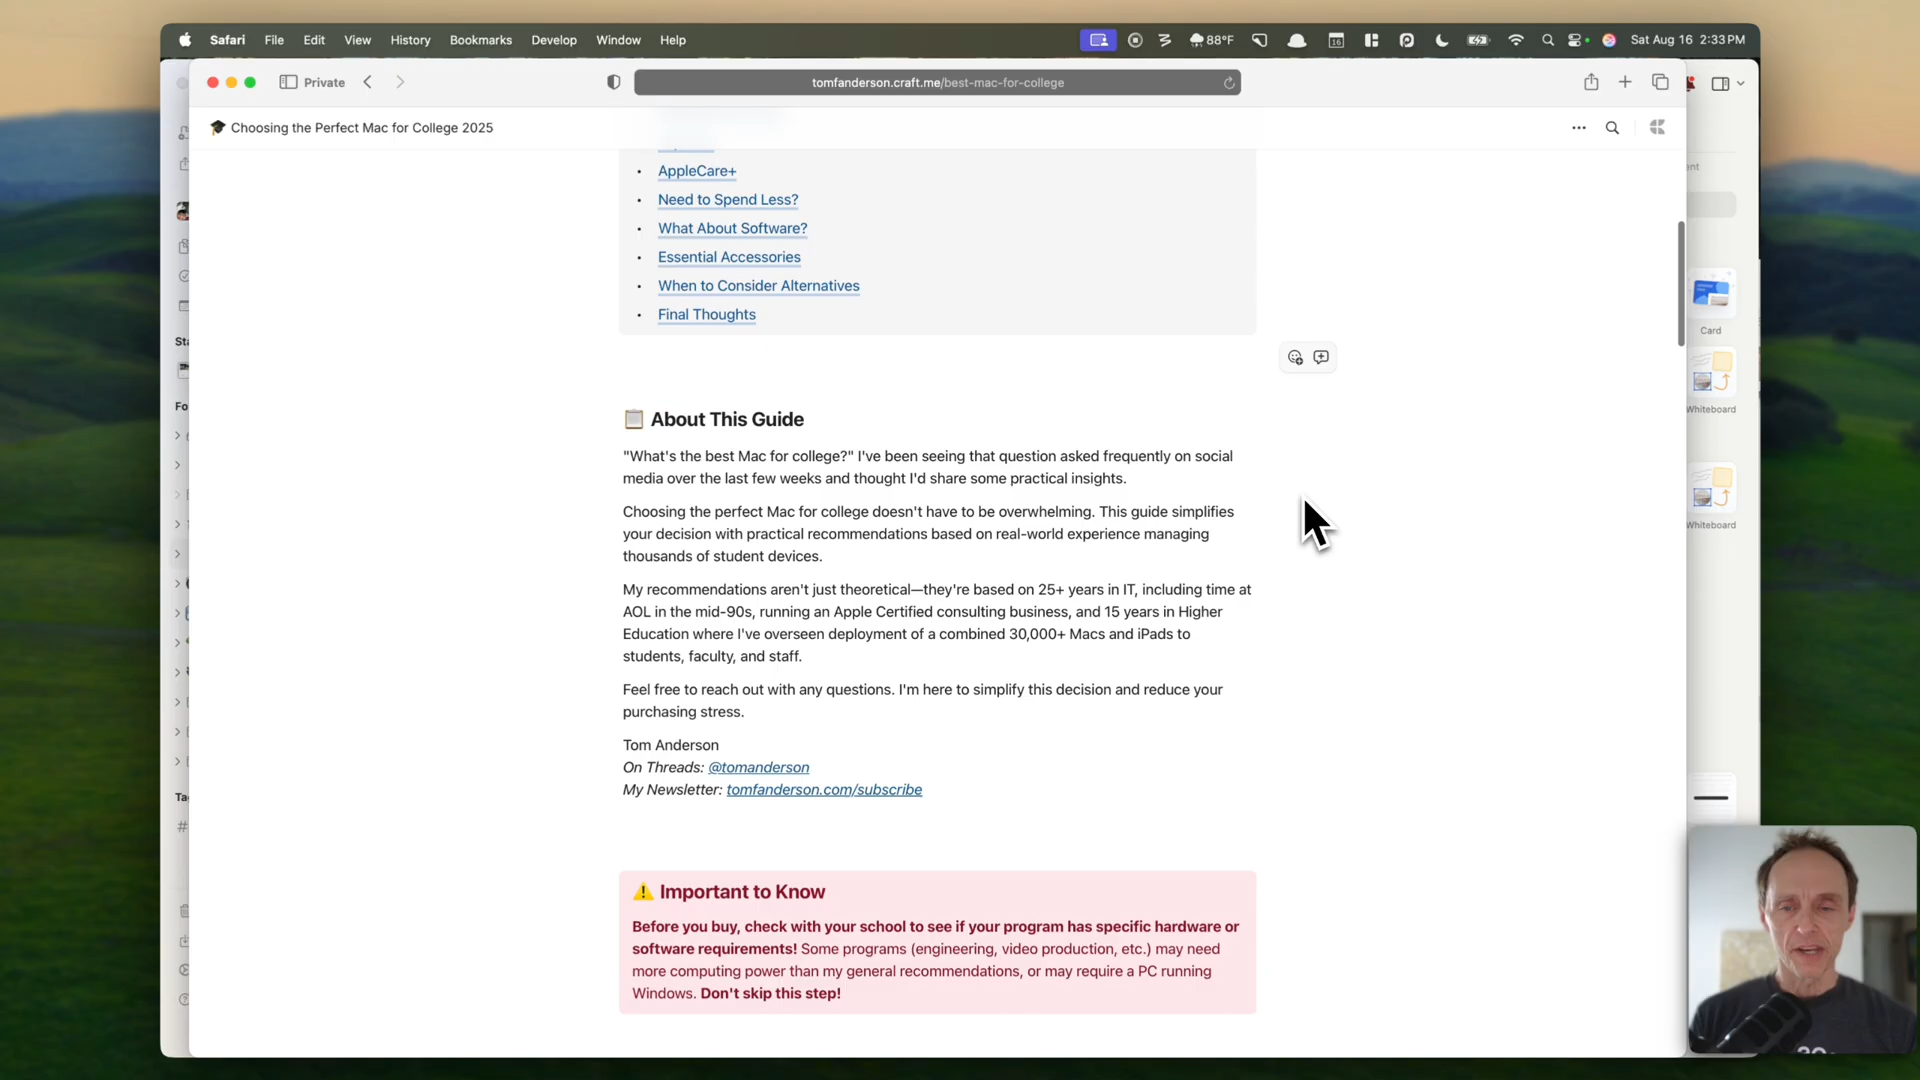 Safari File Edit View History Bookmarks Develop Window Help 16 88°F Sat Aug 16 2:33 PM
Private tomfanderson.craft.me/best-mac-for-college
🎓 Choosing the Perfect Mac for College 2025
• AppleCare+
• Need to Spend Less?
• What About Software?
• Essential Accessories
• When to Consider Alternatives
• Final Thoughts
📋 About This Guide
"What's the best Mac for college?" I've been seeing that question asked frequently on social
media over the last few weeks and thought I'd share some practical insights.
Choosing the perfect Mac for college doesn't have to be overwhelming. This guide simplifies
your decision with practical recommendations based on real-world experience managing
thousands of student devices.
My recommendations aren't just theoretical—they're based on 25+ years in IT, including time at
AOL in the mid-90s, running an Apple Certified consulting business, and 15 years in Higher
Education where I've overseen deployment of a combined 30,000+ Macs and iPads to
students, faculty, and staff.
Feel free to reach out with any questions. I'm here to simplify this decision and reduce your
purchasing stress.
Tom Anderson
On Threads: @tomanderson
My Newsletter: tomfanderson.com/subscribe
⚠️ Important to Know
Before you buy, check with your school to see if your program has specific hardware or
software requirements! Some programs (engineering, video production, etc.) may need
more computing power than my general recommendations, or may require a PC running
Windows. Don't skip this step!
Card
Whiteboard
Whiteboard